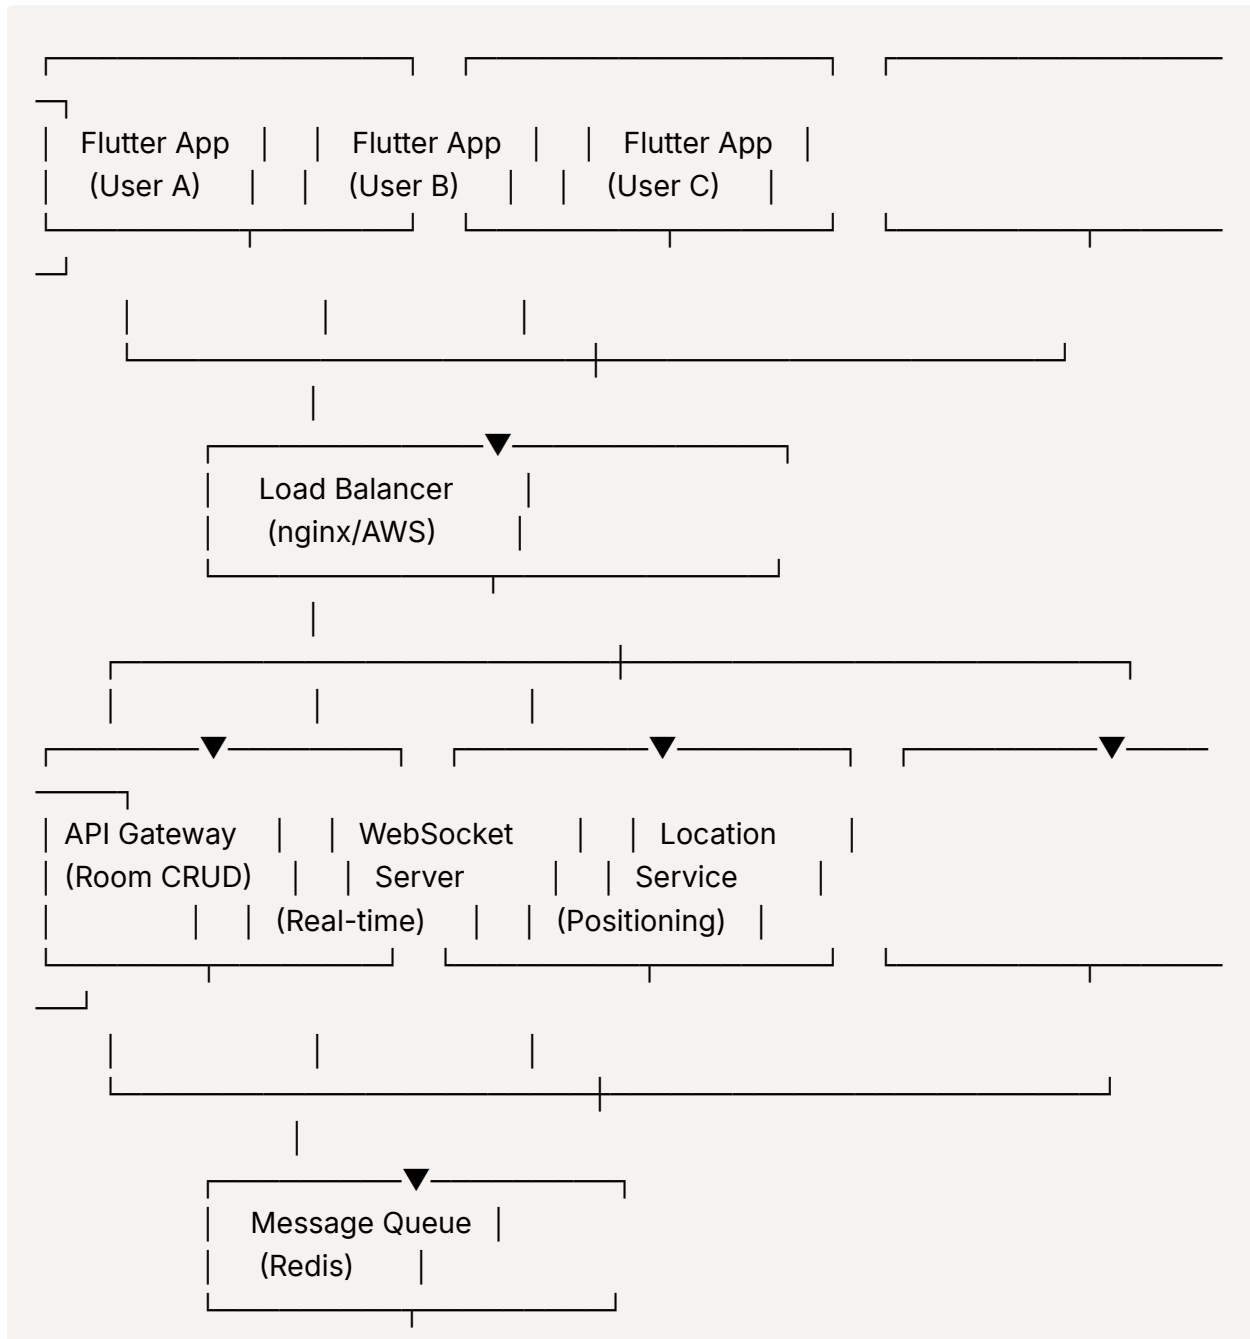 ┌─────────────────┐ ┌─────────────────┐ ┌────────────────
─┐
│ Flutter App │ │ Flutter App │ │ Flutter App │
│ (User A) │ │ (User B) │ │ (User C) │
└─────────┬───────┘ └─────────┬───────┘ └─────────┬──────
─┘
│ │ │
└──────────────────────┼──────────────────────┘
│
┌─────────────▼─────────────┐
│ Load Balancer │
│ (nginx/AWS) │
└─────────────┬─────────────┘
│
┌────────────────────────┼────────────────────────┐
│ │ │
┌───────▼────────┐ ┌─────────▼────────┐ ┌─────────▼────
────┐
│ API Gateway │ │ WebSocket │ │ Location │
│ (Room CRUD) │ │ Server │ │ Service │
│ │ │ (Real-time) │ │ (Positioning) │
└───────┬────────┘ └─────────┬────────┘ └─────────┬──────
──┘
│ │ │
└───────────────────────┼────────────────────────┘
│
┌─────────▼─────────┐
│ Message Queue │
│ (Redis) │
└─────────┬─────────┘